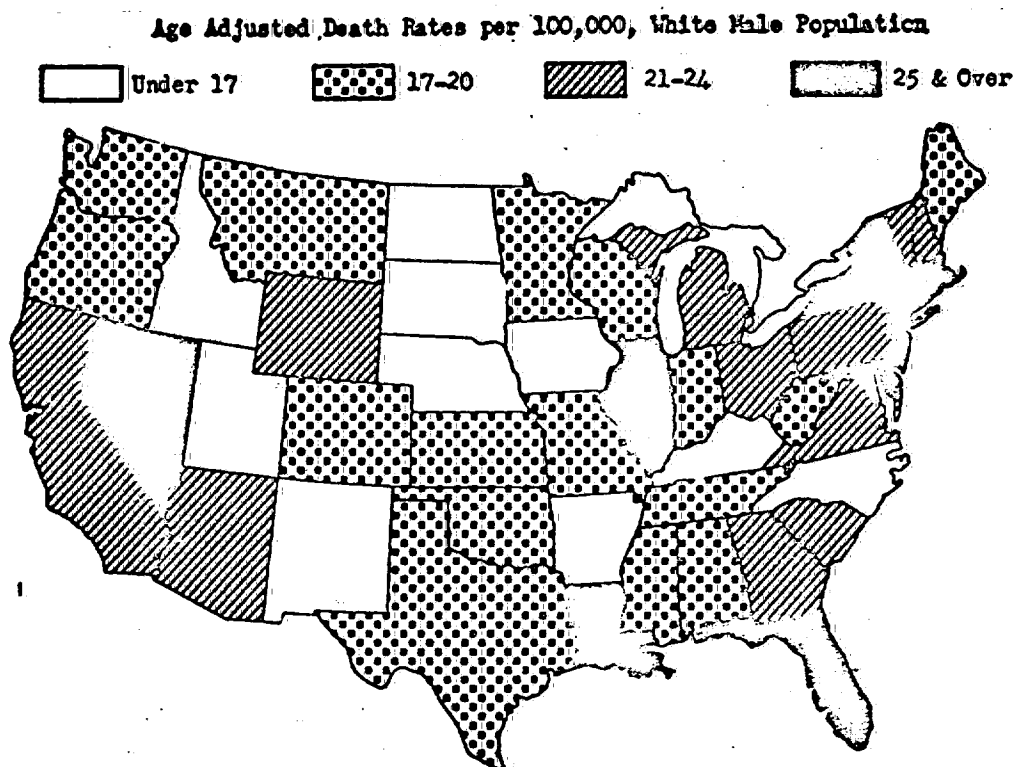 Age Adjusted Death Rates per 100,000, White Male Population
Under 17 17-20 21-24 25 & Over